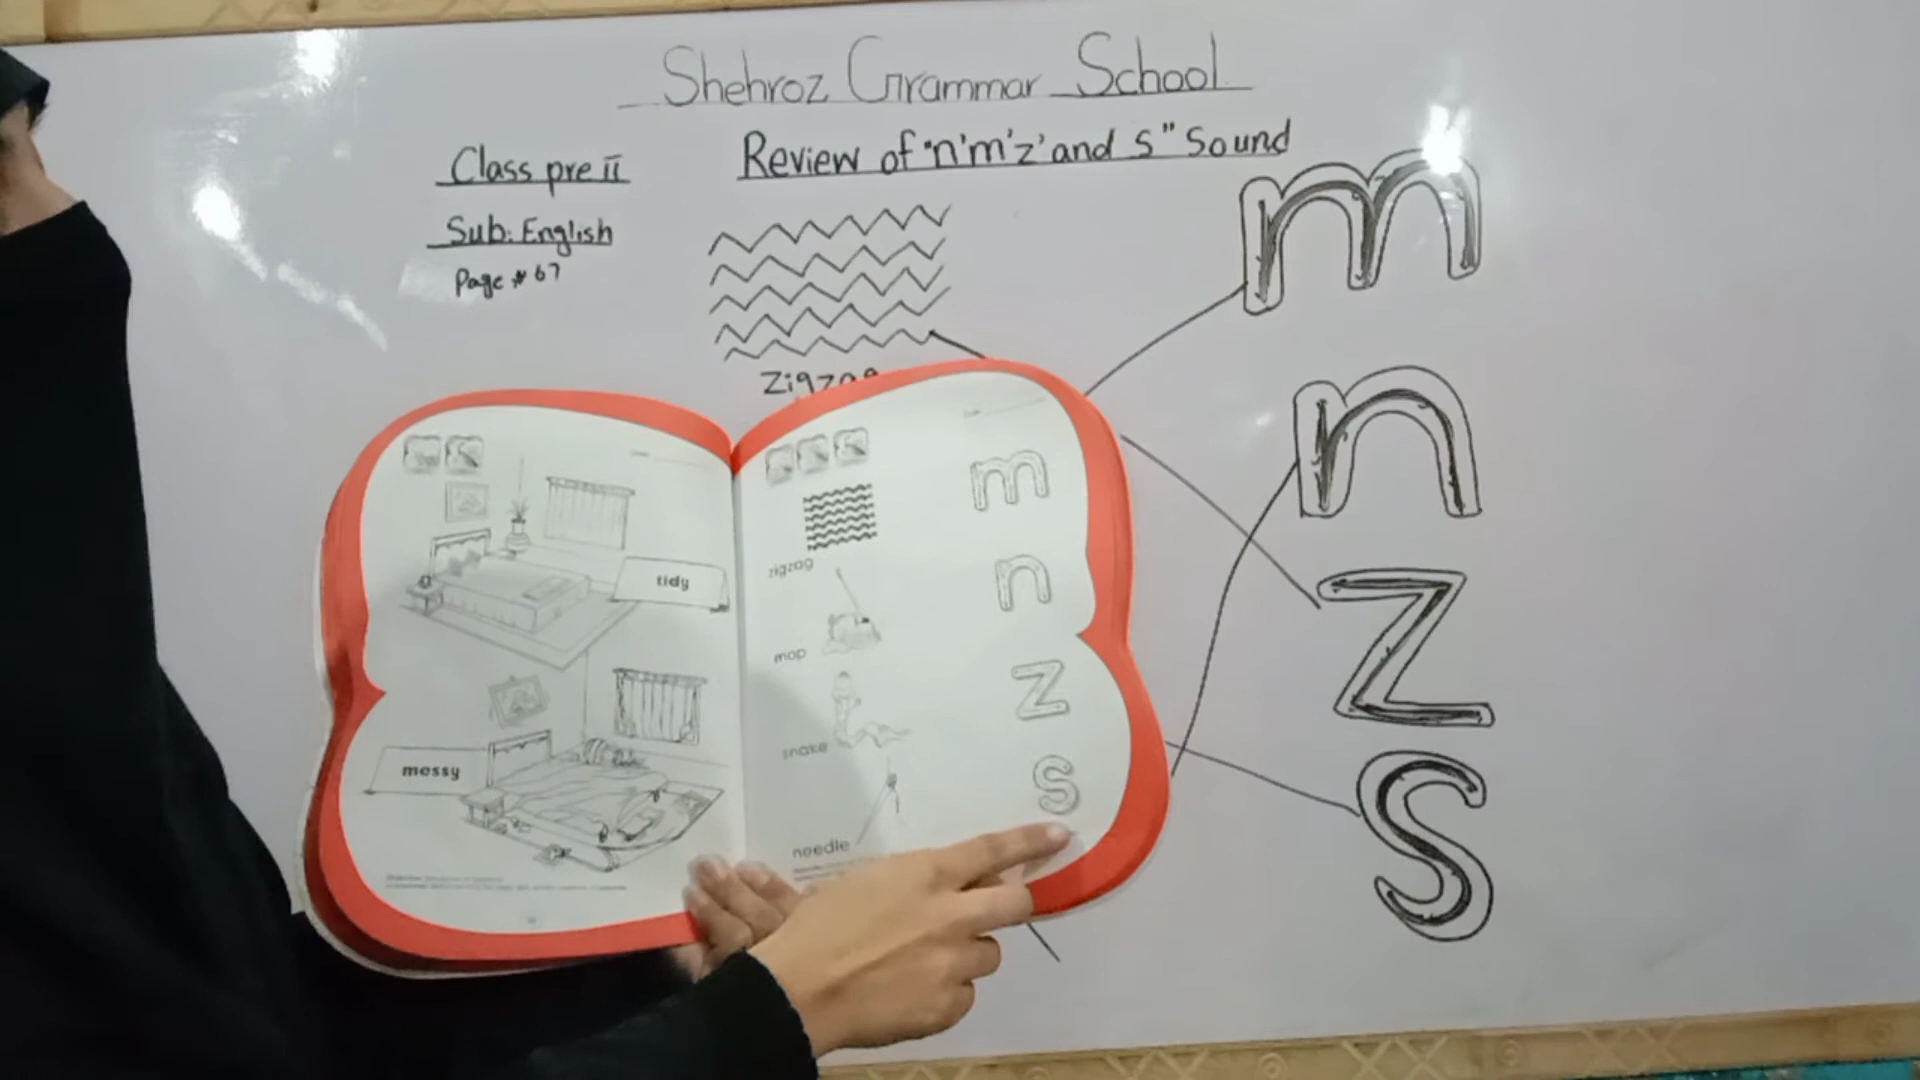 Shehroz Grammar School
Class pre II
Review of "n'm'z'and s" Sound
Sub: English
Page # 67
m
n
z
s
tidy
messy
zigzag
mop
snake
needle
m
n
z
s